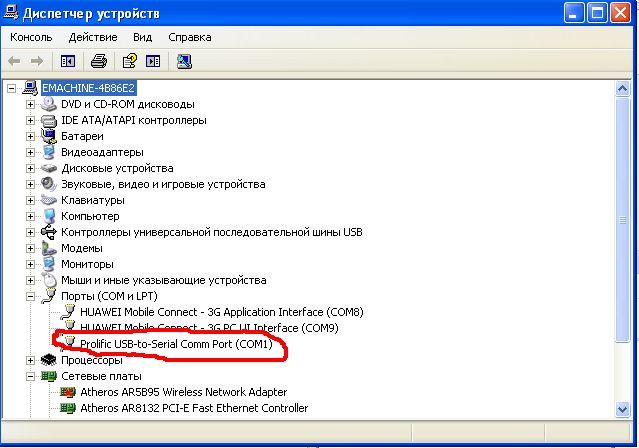 Диспетчер устройств
Консоль Действие Вид Справка
EMACHINE-4B86E2
DVD и CD-ROM дисководы
IDE ATA/ATAPI контроллеры
Батареи
Видеоадаптеры
Дисковые устройства
Звуковые, видео и игровые устройства
Клавиатуры
Компьютер
Контроллеры универсальной последовательной шины USB
Модемы
Мониторы
Мыши и иные указывающие устройства
Порты (COM и LPT)
HUAWEI Mobile Connect - 3G Application Interface (COM8)
HUAWEI Mobile Connect - 3G PC UI Interface (COM9)
Prolific USB-to-Serial Comm Port (COM1)
Процессоры
Сетевые платы
Atheros AR5B95 Wireless Network Adapter
Atheros AR8132 PCI-E Fast Ethernet Controller